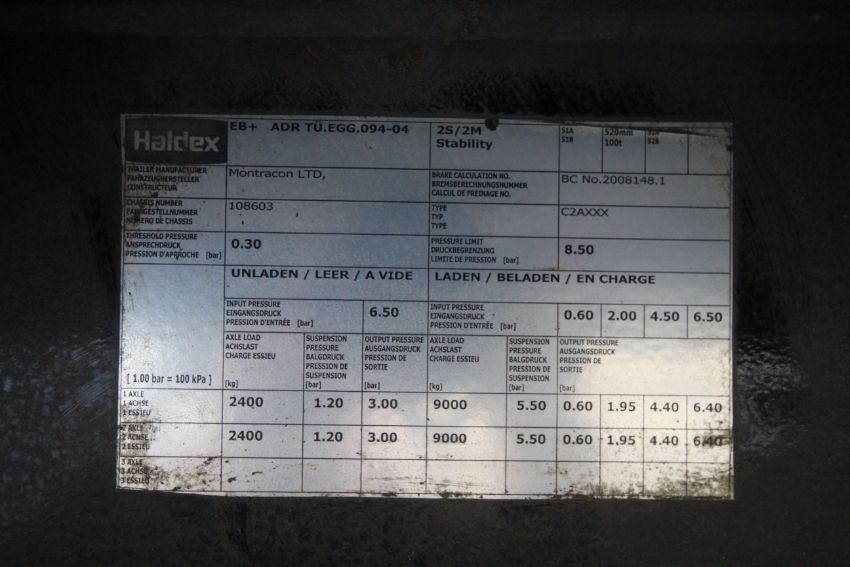 Haldex
EB+ ADR TÜ.EGG.094-04
2S/2M
Stability
S1A
S1B
520mm
100t
S2B
TRAILER MANUFACTURER
FAHRZEUGHERSTELLER
CONSTRUCTEUR
Montracon LTD,
BRAKE CALCULATION NO.
BREMSBERECHNUNGSNUMMER
CALCUL DE FREINAGE NO.
BC No.2008148.1
CHASSIS NUMBER
FAHRGESTELLNUMMER
NUMERO DE CHASSIS
108603
TYPE
TYP
TYPE
C2AXXX
THRESHOLD PRESSURE
ANSPRECHDRUCK
PRESSION D'APPROCHE [bar]
0.30
PRESSURE LIMIT
DRUCKBEGRENZUNG
LIMITE DE PRESSION [bar]
8.50
UNLADEN / LEER / A VIDE
LADEN / BELADEN / EN CHARGE
INPUT PRESSURE
EINGANGSDRUCK
PRESSION D'ENTRÉE [bar]
6.50
INPUT PRESSURE
EINGANGSDRUCK
PRESSION D'ENTRÉE [bar]
0.60 2.00 4.50 6.50
[ 1.00 bar = 100 kPa ]
AXLE LOAD
ACHSLAST
CHARGE ESSIEU
[kg]
SUSPENSION
PRESSURE
BALGDRUCK
PRESSION DE
SUSPENSION
[bar]
OUTPUT PRESSURE
AUSGANGSDRUCK
PRESSION DE
SORTIE
[bar]
AXLE LOAD
ACHSLAST
CHARGE ESSIEU
[kg]
SUSPENSION
PRESSURE
BALGDRUCK
PRESSION DE
SUSPENSION
[bar]
OUTPUT PRESSURE
AUSGANGSDRUCK
PRESSION DE
SORTIE
[bar]
1 AXLE
1 ACHSE
1 ESSIEU
2400 1.20 3.00 9000 5.50 0.60 1.95 4.40 6.40
2 AXLE
2 ACHSE
2 ESSIEU
2400 1.20 3.00 9000 5.50 0.60 1.95 4.40 6.40
3 AXLE
3 ACHSE
3 ESSIEU